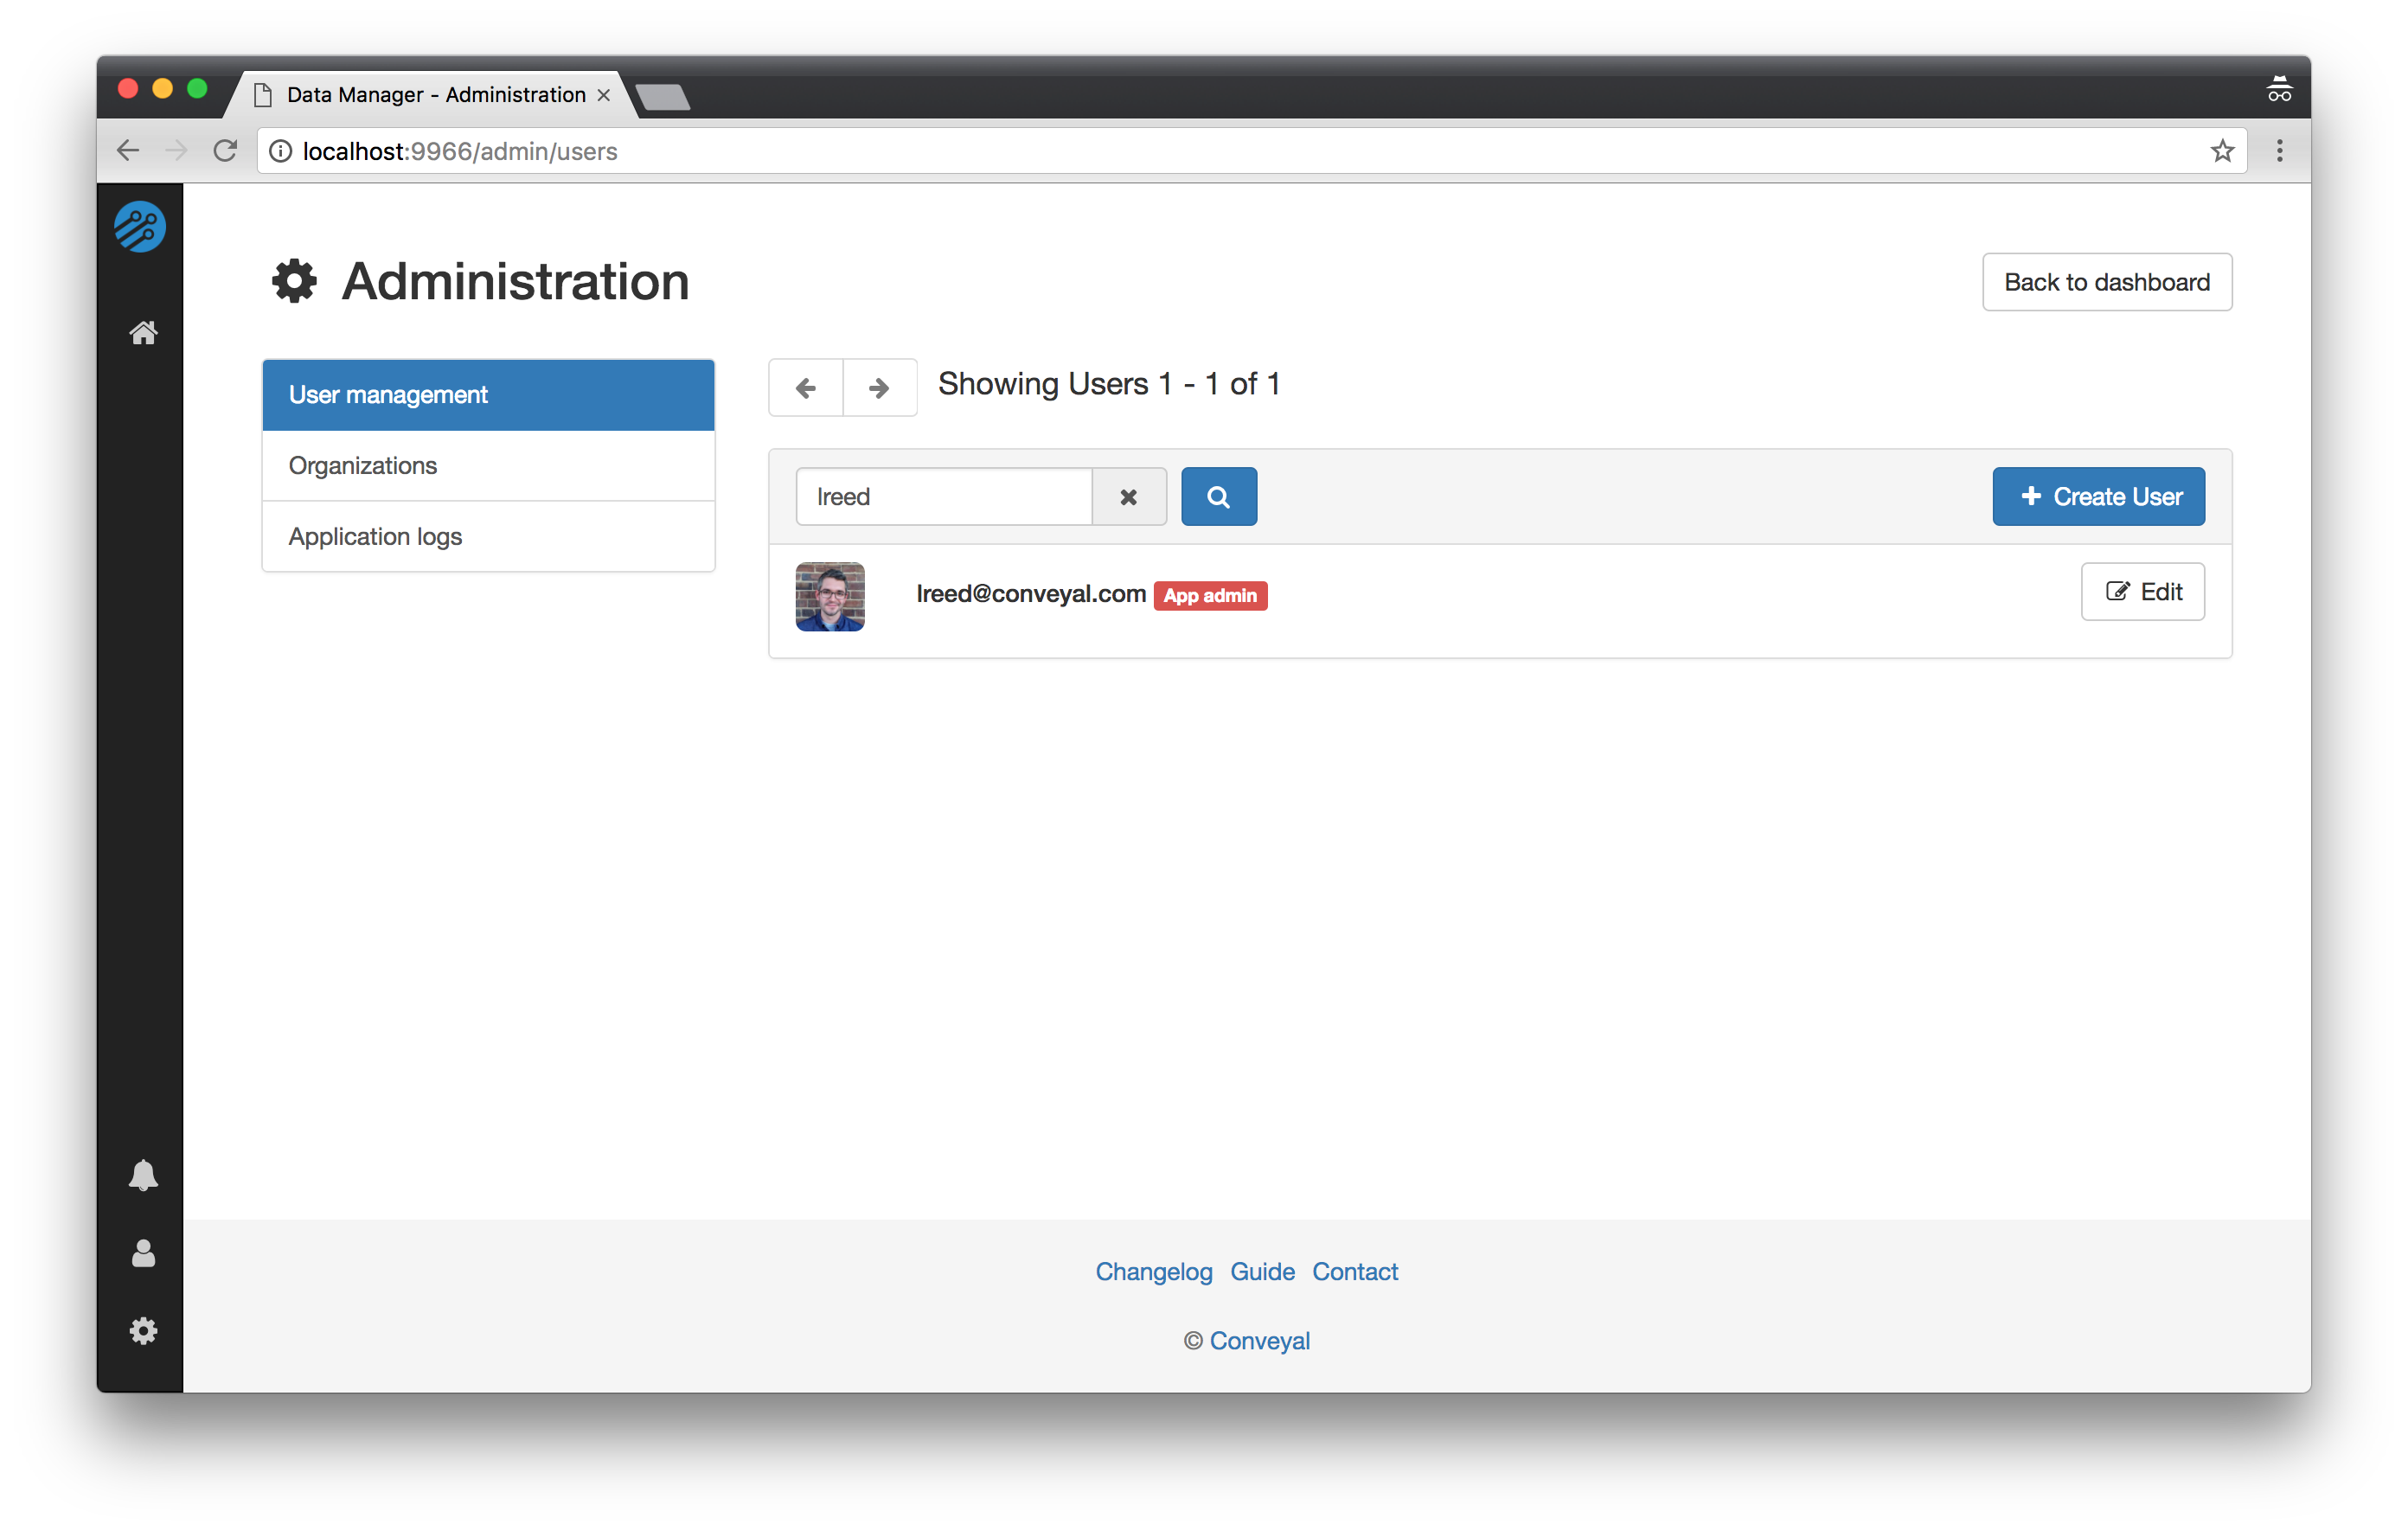 Data Manager - Administration
localhost:9966/admin/users
Administration
Back to dashboard
User management
Organizations
Application logs
Showing Users 1 - 1 of 1
lreed
Create User
lreed@conveyal.com App admin
Edit
Changelog Guide Contact
© Conveyal